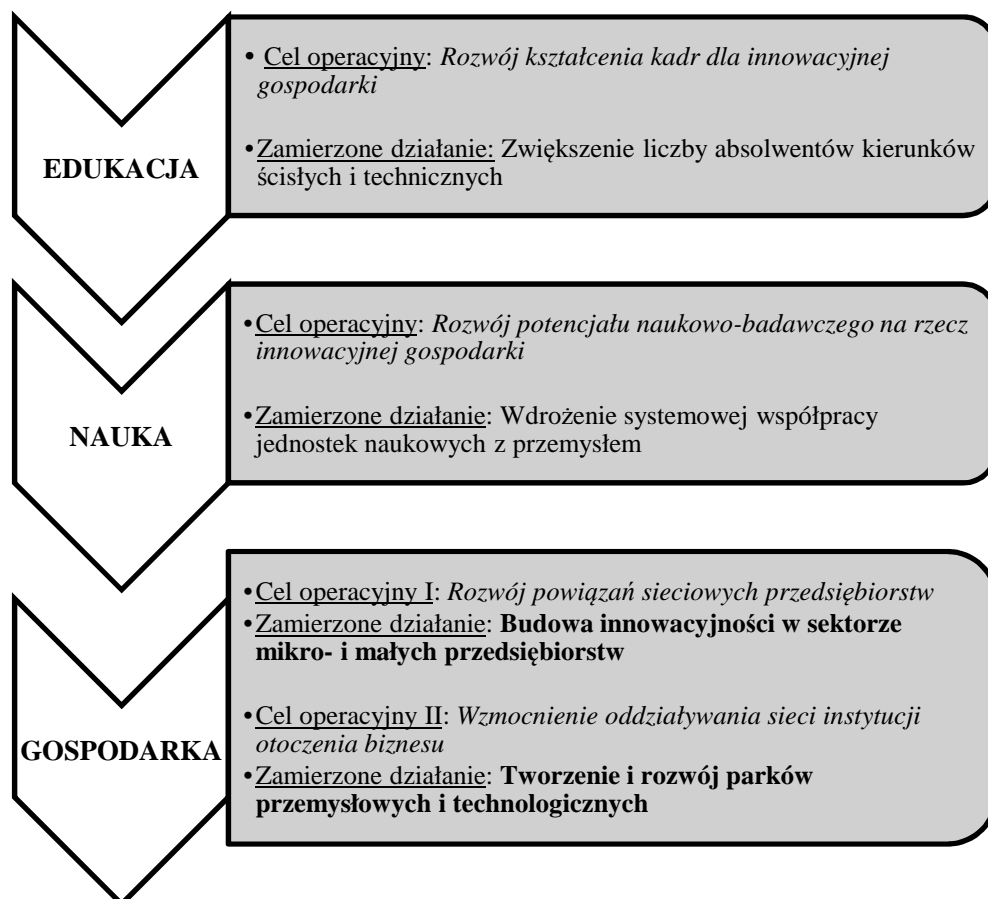 EDUKACJA
• Cel operacyjny: Rozwój kształcenia kadr dla innowacyjnej
gospodarki
•Zamierzone działanie: Zwiększenie liczby absolwentów kierunków
ścisłych i technicznych
NAUKA
•Cel operacyjny: Rozwój potencjału naukowo-badawczego na rzecz
innowacyjnej gospodarki
•Zamierzone działanie: Wdrożenie systemowej współpracy
jednostek naukowych z przemysłem
GOSPODARKA
•Cel operacyjny I: Rozwój powiązań sieciowych przedsiębiorstw
•Zamierzone działanie: Budowa innowacyjności w sektorze
mikro- i małych przedsiębiorstw
•Cel operacyjny II: Wzmocnienie oddziaływania sieci instytucji
otoczenia biznesu
•Zamierzone działanie: Tworzenie i rozwój parków
przemysłowych i technologicznych